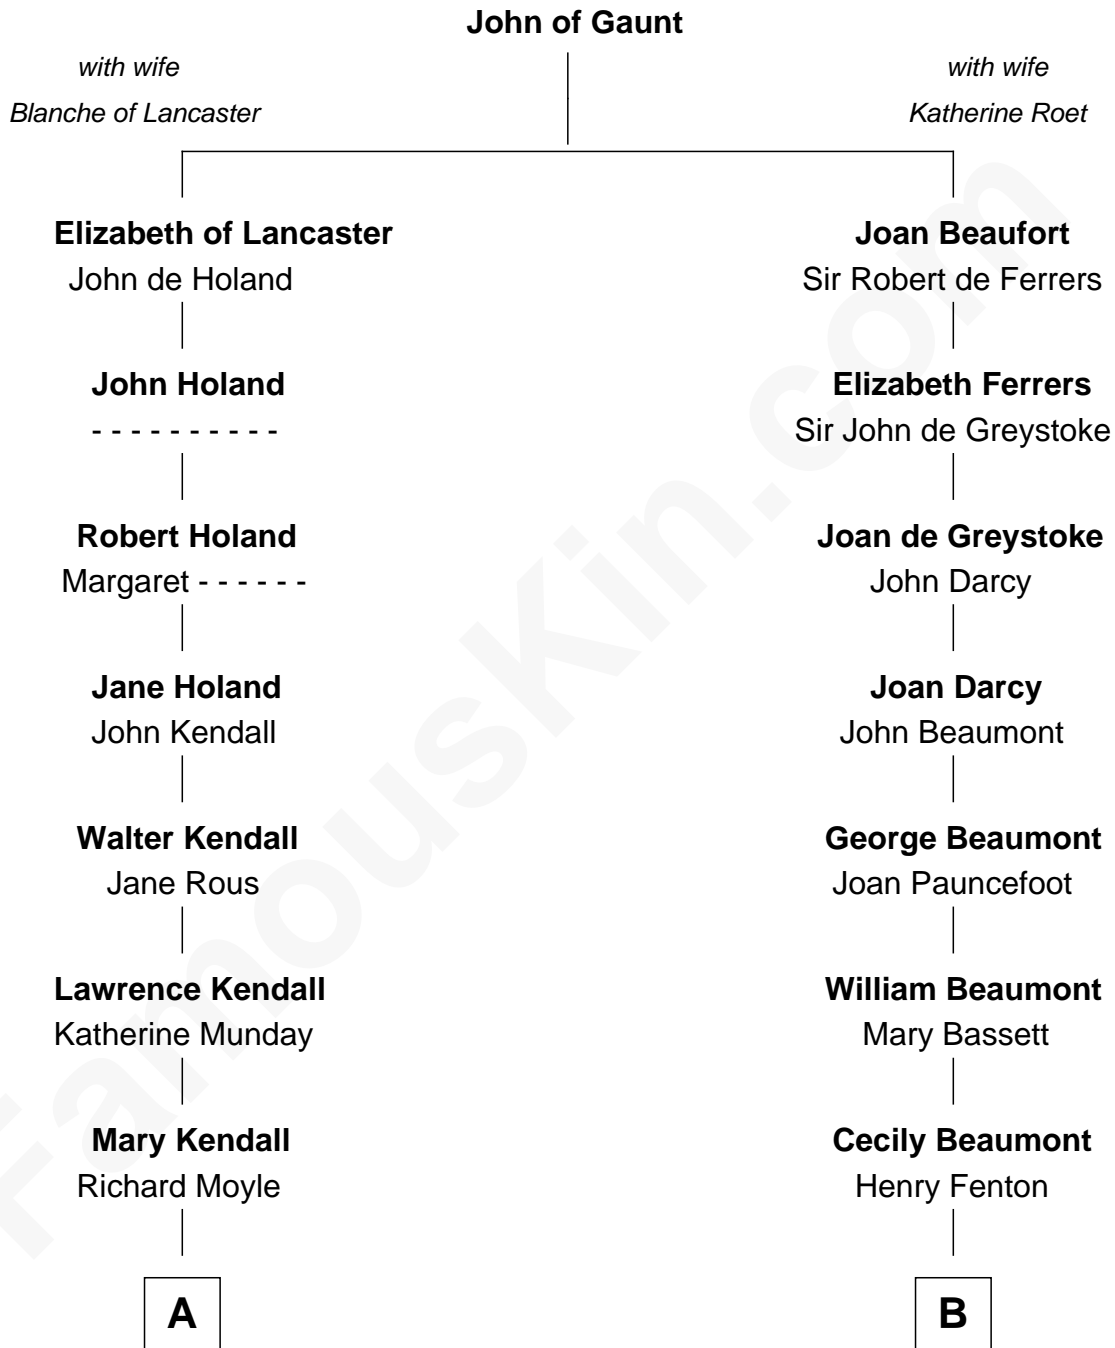 John of Gaunt
with wife
Blanche of Lancaster
with wife
Katherine Roet
Elizabeth of Lancaster
John de Holand
Joan Beaufort
Sir Robert de Ferrers
John Holand
- - - - - - - - - -
Elizabeth Ferrers
Sir John de Greystoke
Robert Holand
Margaret - - - - - -
Joan de Greystoke
John Darcy
Jane Holand
John Kendall
Joan Darcy
John Beaumont
Walter Kendall
Jane Rous
George Beaumont
Joan Pauncefoot
Lawrence Kendall
Katherine Munday
William Beaumont
Mary Bassett
Mary Kendall
Richard Moyle
Cecily Beaumont
Henry Fenton
A
B
FamousKin.com